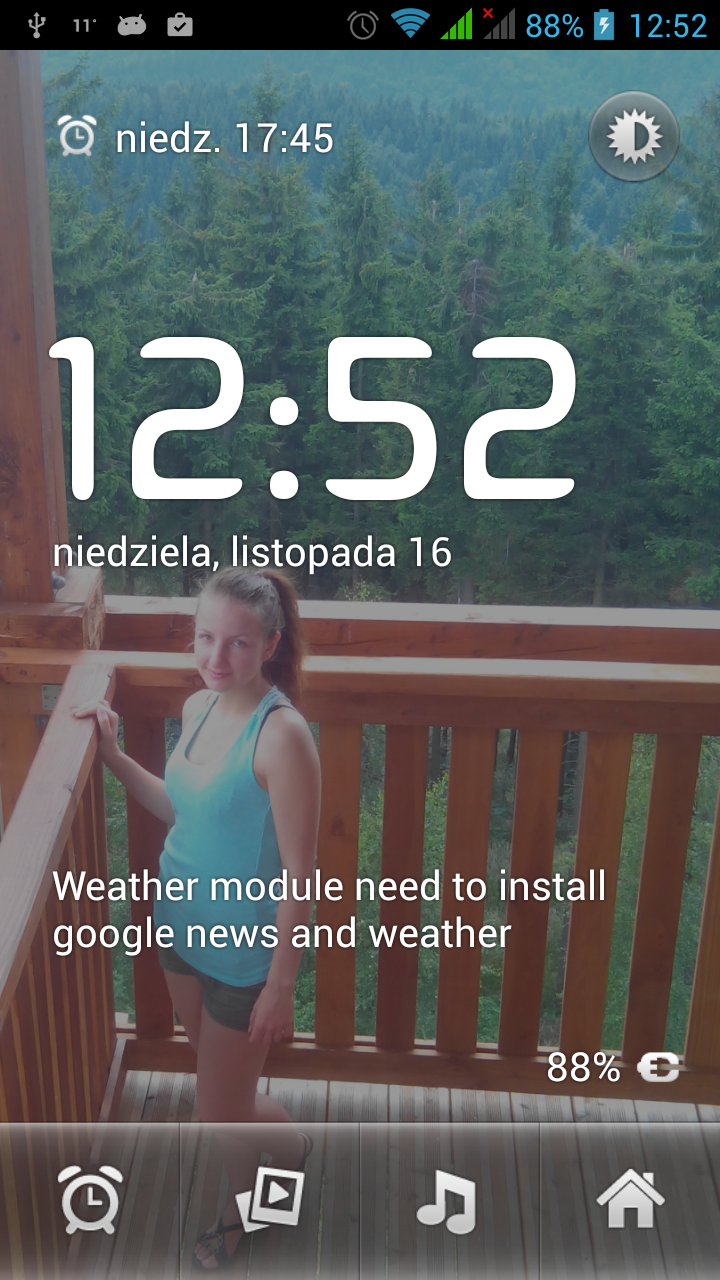 11° 88% 12:52
niedz. 17:45
12:52
niedziela, listopada 16
Weather module need to install
google news and weather
88%